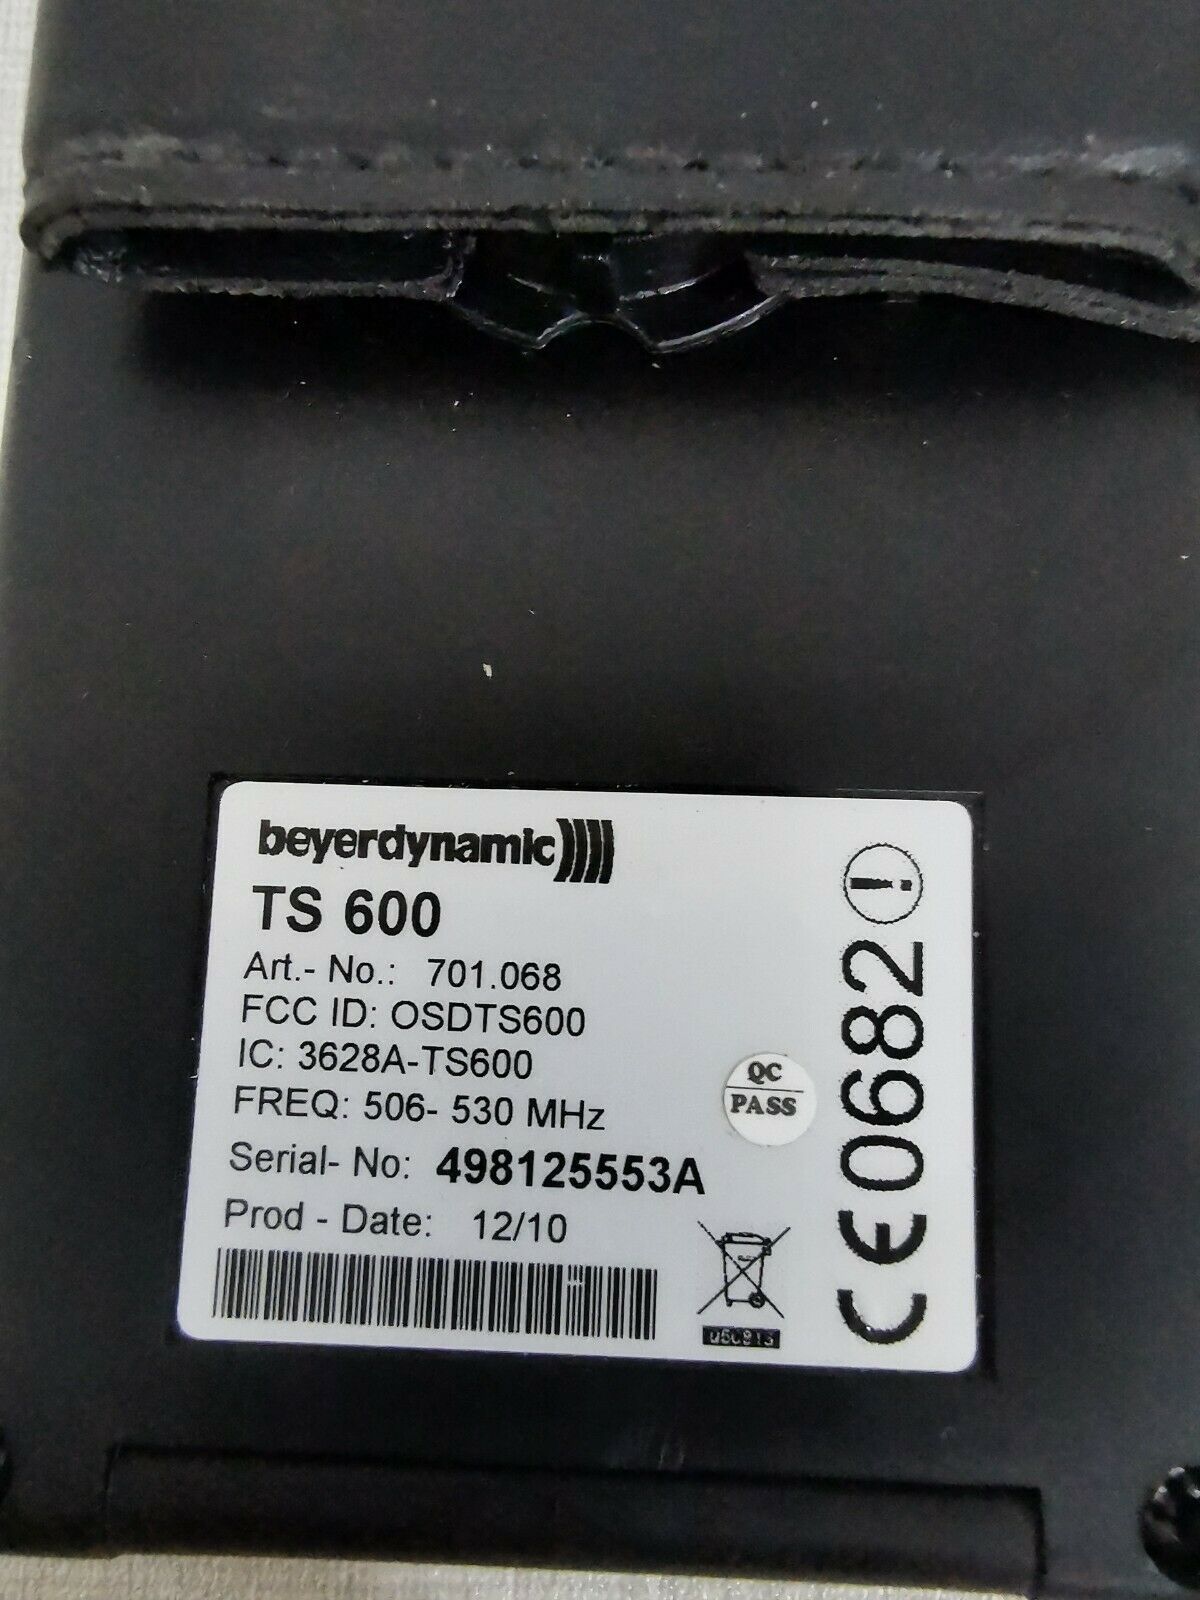 beyerdynamic
TS 600
Art.- No.: 701.068
FCC ID: OSDTS600
IC: 3628A-TS600
FREQ: 506- 530 MHz
Serial- No: 498125553A
Prod - Date: 12/10
QC
PASS
CE0682